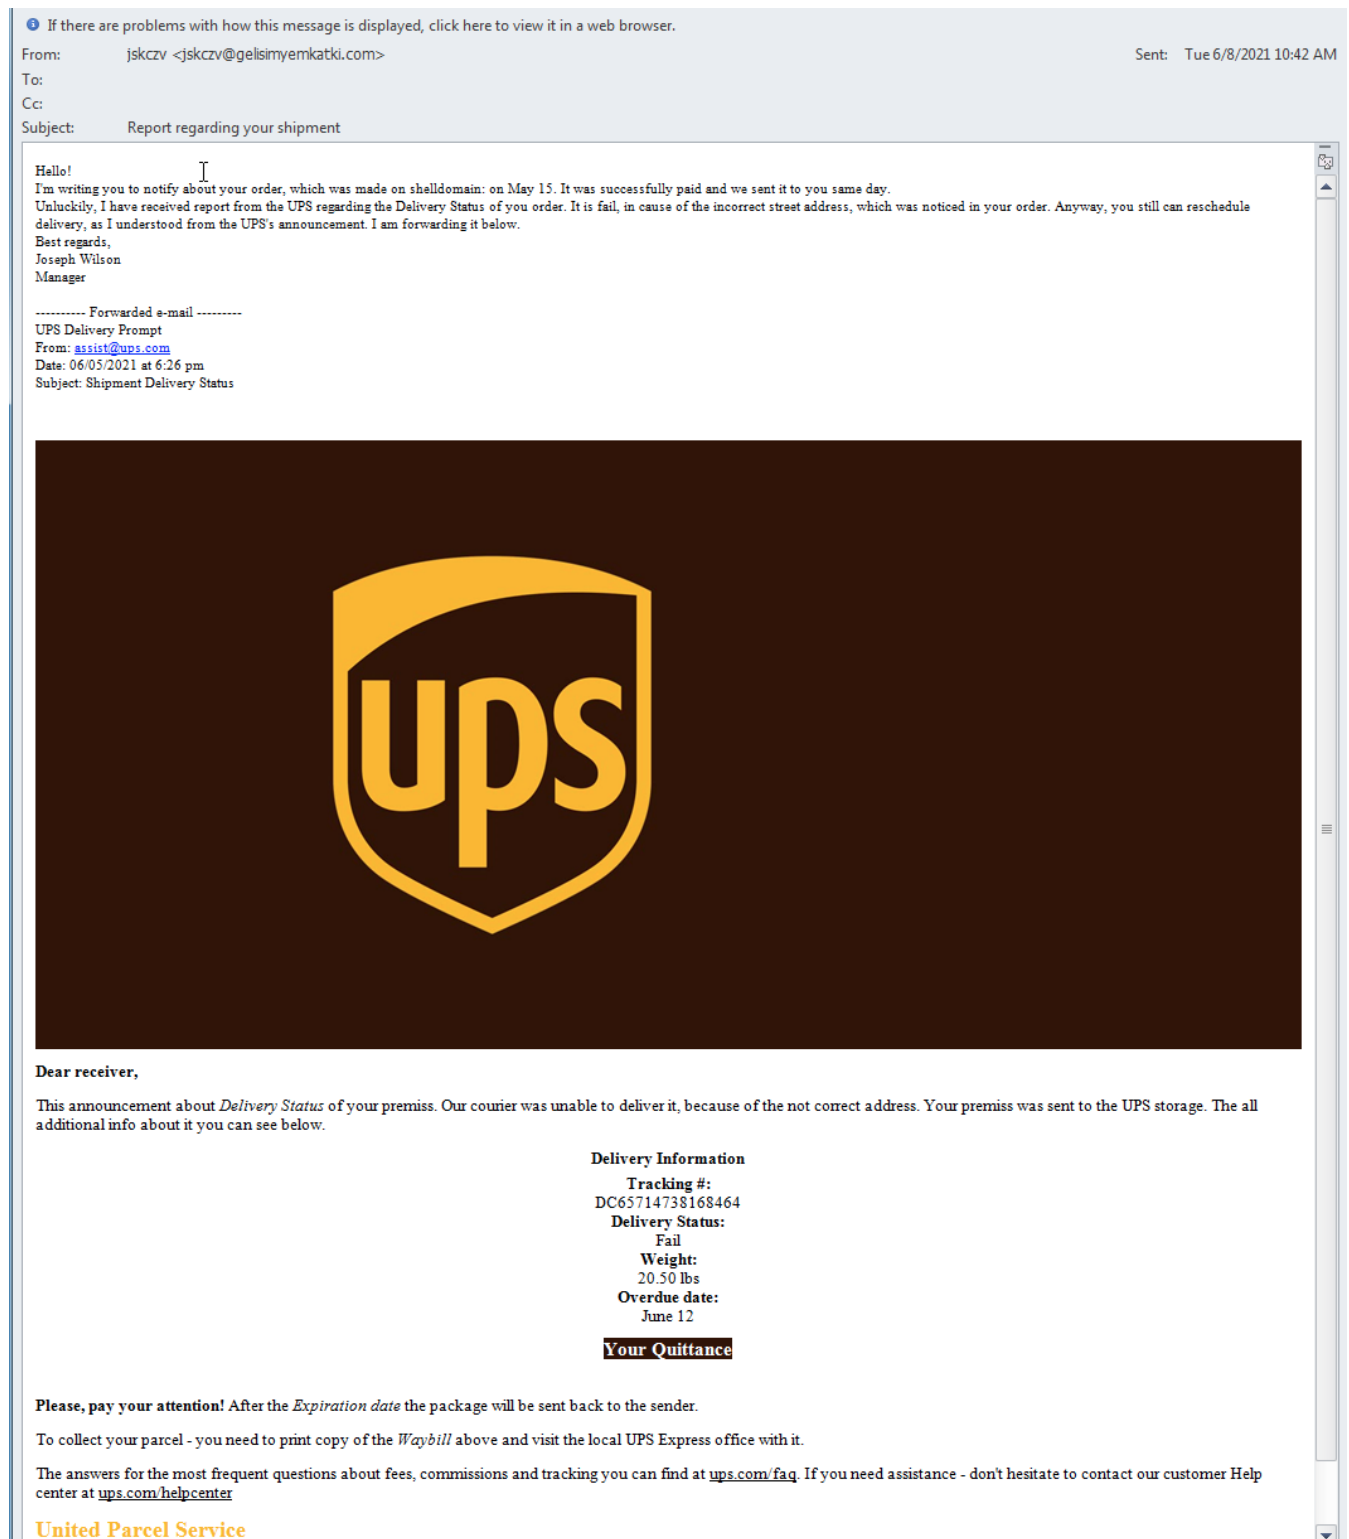 If there are problems with how this message is displayed, click here to view it in a web browser.
From: jskczv <jskczv@gelisimyemkatki.com> Sent: Tue 6/8/2021 10:42 AM
To:
Cc:
Subject: Report regarding your shipment
Hello!
I'm writing you to notify about your order, which was made on shelldomain: on May 15. It was successfully paid and we sent it to you same day.
Unluckily, I have received report from the UPS regarding the Delivery Status of you order. It is fail, in cause of the incorrect street address, which was noticed in your order. Anyway, you still can reschedule
delivery, as I understood from the UPS's announcement. I am forwarding it below.
Best regards,
Joseph Wilson
Manager
---------- Forwarded e-mail ---------
UPS Delivery Prompt
From: assist@ups.com
Date: 06/05/2021 at 6:26 pm
Subject: Shipment Delivery Status
ups
Dear receiver,
This announcement about Delivery Status of your premiss. Our courier was unable to deliver it, because of the not correct address. Your premiss was sent to the UPS storage. The all
additional info about it you can see below.
Delivery Information
Tracking #:
DC65714738168464
Delivery Status:
Fail
Weight:
20.50 lbs
Overdue date:
June 12
Your Quittance
Please, pay your attention! After the Expiration date the package will be sent back to the sender.
To collect your parcel - you need to print copy of the Waybill above and visit the local UPS Express office with it.
The answers for the most frequent questions about fees, commissions and tracking you can find at ups.com/faq. If you need assistance - don't hesitate to contact our customer Help
center at ups.com/helpcenter
United Parcel Service